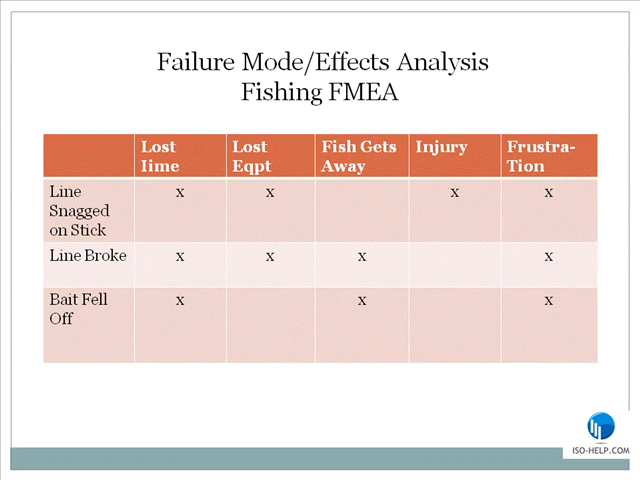 Failure Mode/Effects Analysis
Fishing FMEA
Lost Fish Gets Injury Frustra-
Iime Eqpt Away Tion
Line x x x x
Snagged
on Stick
Line Broke x x x x
Bait Fell x x x
Off
ISO-HELP.COM